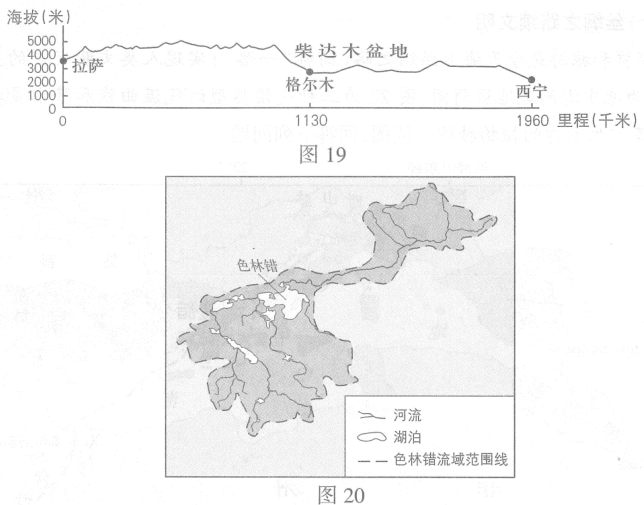 海拔(米)
5000
4000
3000
2000
1000
0
拉萨
柴达木盆地
格尔木
西宁
0
1130
1960 里程(千米)
图 19
色林错
河流
湖泊
色林错流域范围线
图 20